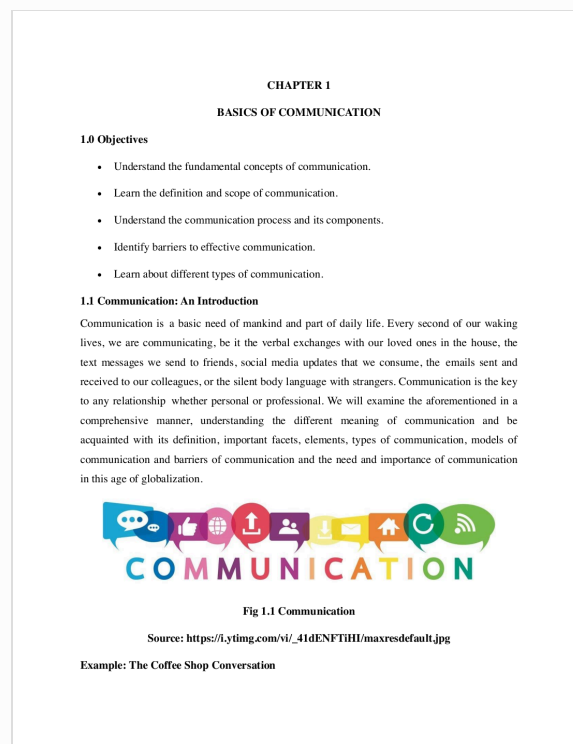 CHAPTER 1
BASICS OF COMMUNICATION
1.0 Objectives
• Understand the fundamental concepts of communication.
• Learn the definition and scope of communication.
• Understand the communication process and its components.
• Identify barriers to effective communication.
• Learn about different types of communication.
1.1 Communication: An Introduction
Communication is a basic need of mankind and part of daily life. Every second of our waking
lives, we are communicating, be it the verbal exchanges with our loved ones in the house, the
text messages we send to friends, social media updates that we consume, the emails sent and
received to our colleagues, or the silent body language with strangers. Communication is the key
to any relationship whether personal or professional. We will examine the aforementioned in a
comprehensive manner, understanding the different meaning of communication and be
acquainted with its definition, important facets, elements, types of communication, models of
communication and barriers of communication and the need and importance of communication
in this age of globalization.
COMMUNICATION
Fig 1.1 Communication
Source: https://i.ytimg.com/vi/_41dENFTiHI/maxresdefault.jpg
Example: The Coffee Shop Conversation